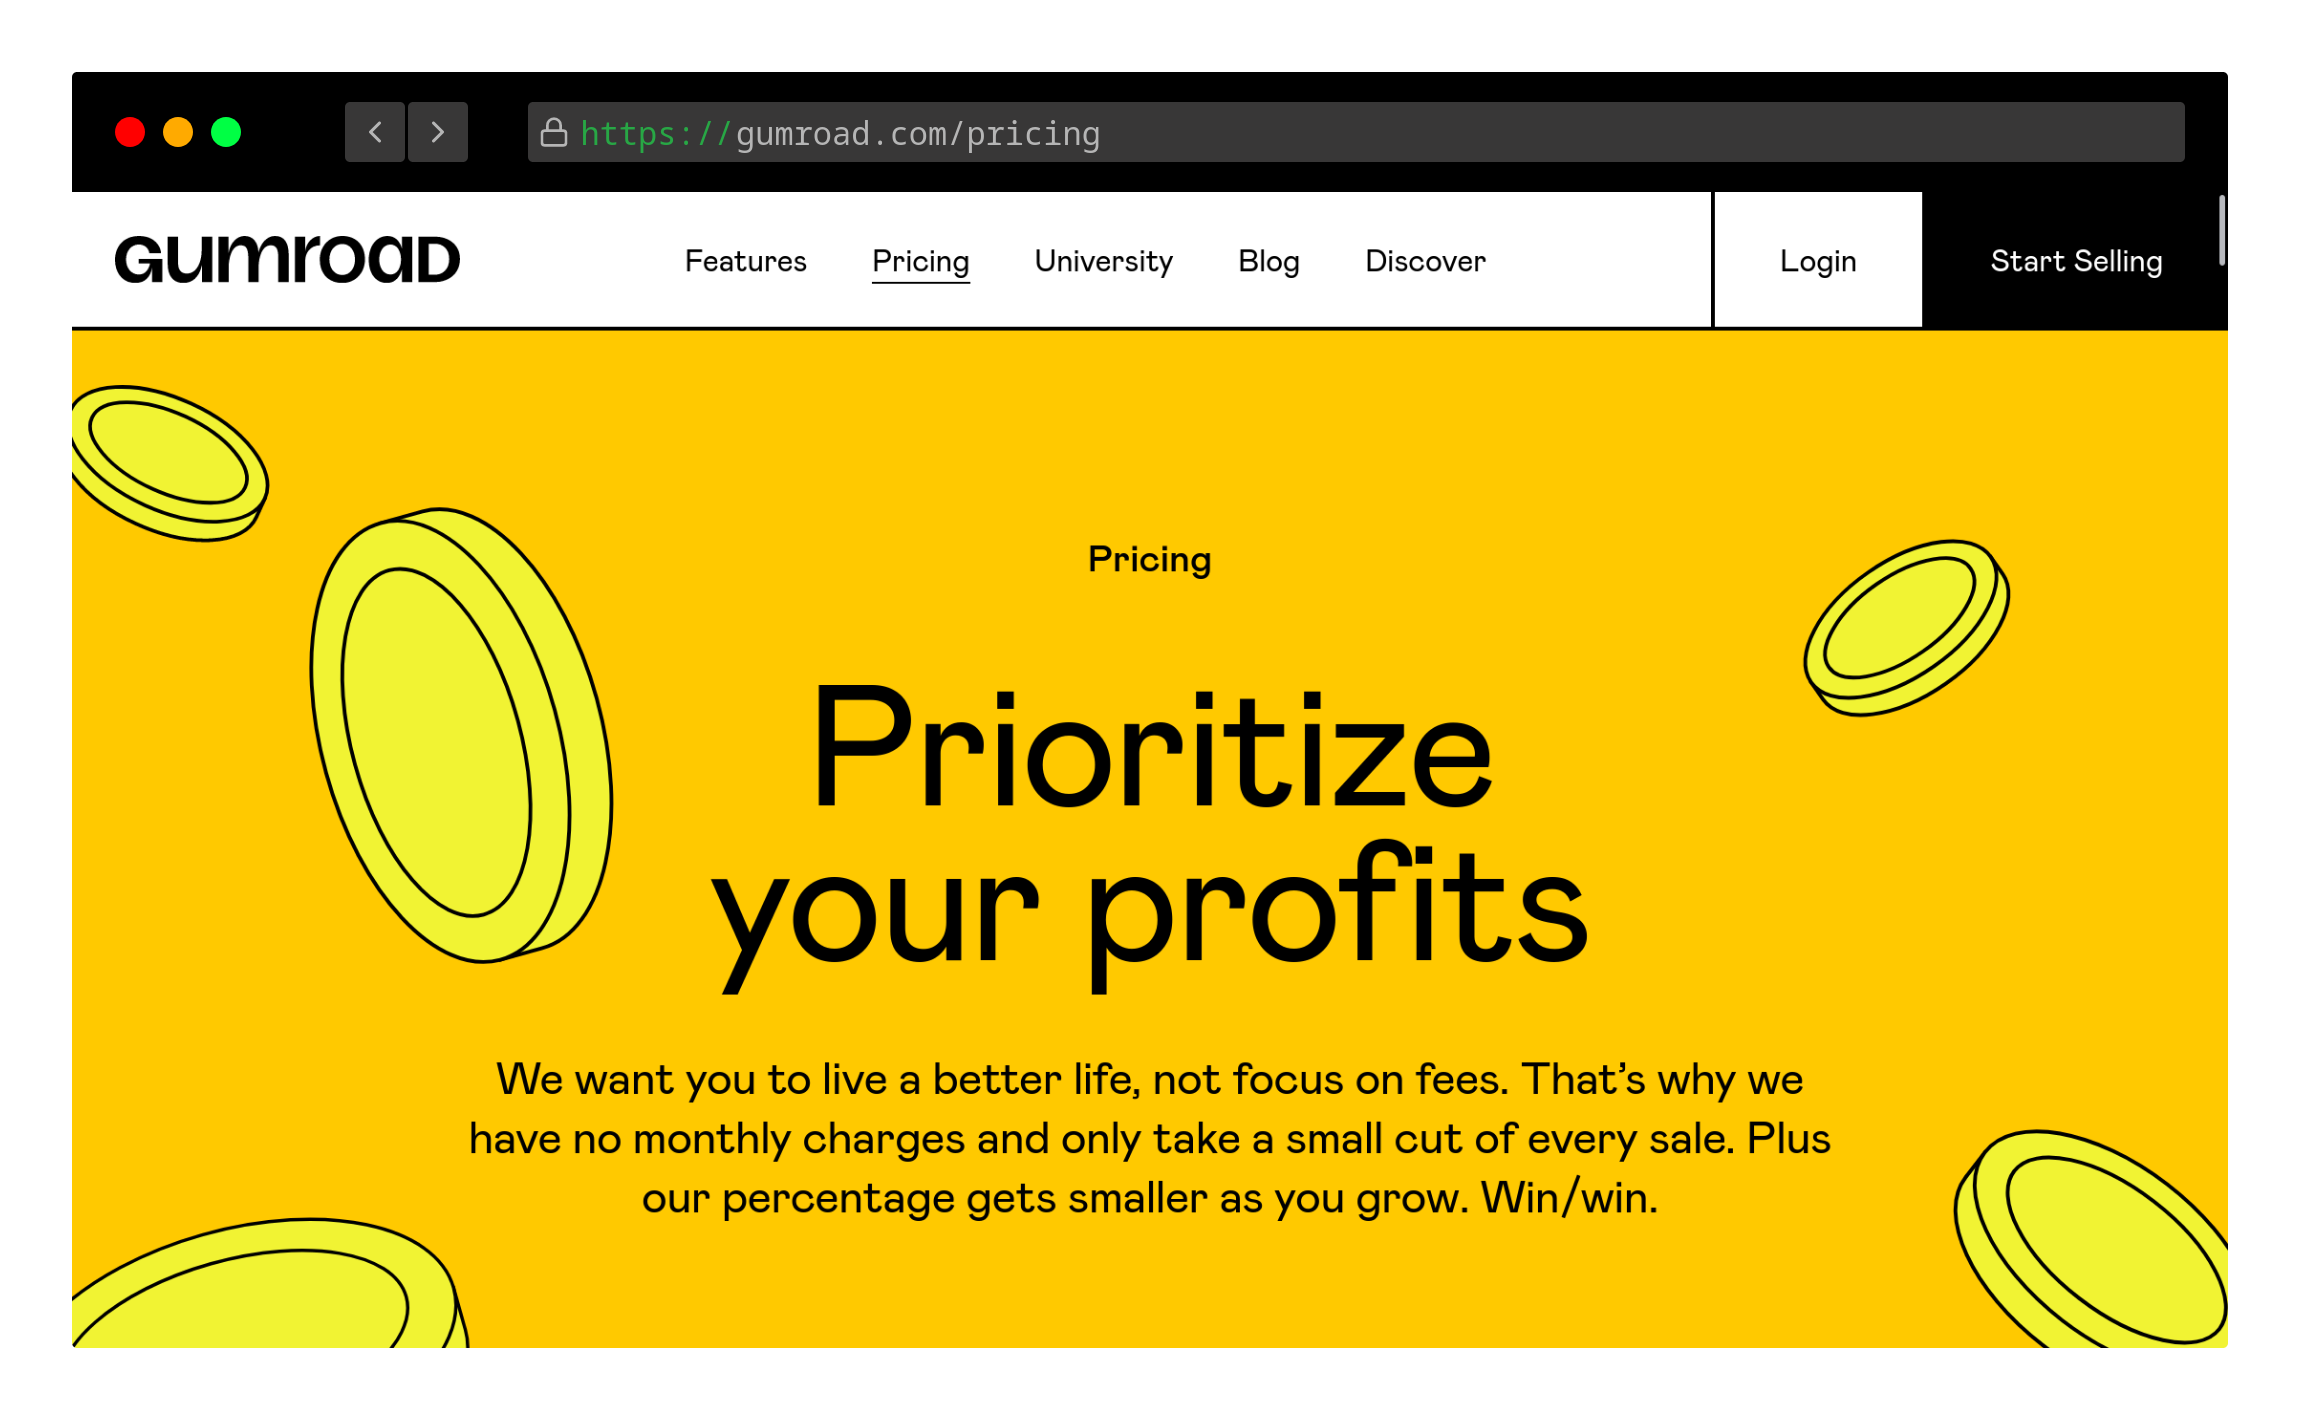 https://gumroad.com/pricing
GUmroaD
Features Pricing University Blog Discover Login Start Selling
Pricing
Prioritize
your profits
We want you to live a better life, not focus on fees. That’s why we
have no monthly charges and only take a small cut of every sale. Plus
our percentage gets smaller as you grow. Win/win.